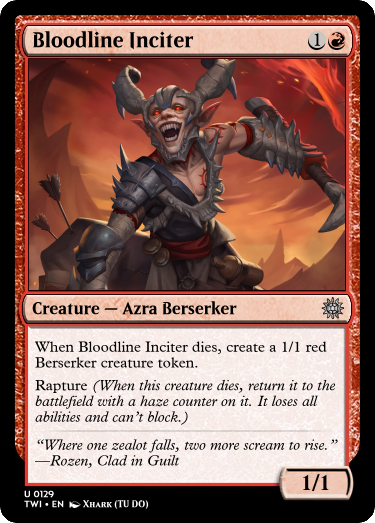 Bloodline Inciter 1
Creature — Azra Berserker
When Bloodline Inciter dies, create a 1/1 red
Berserker creature token.
Rapture (When this creature dies, return it to the
battlefield with a haze counter on it. It loses all
abilities and can't block.)
“Where one zealot falls, two more scream to rise.”
—Rozen, Clad in Guilt
1/1
U 0129
TWI • EN Xhark (TU DO)